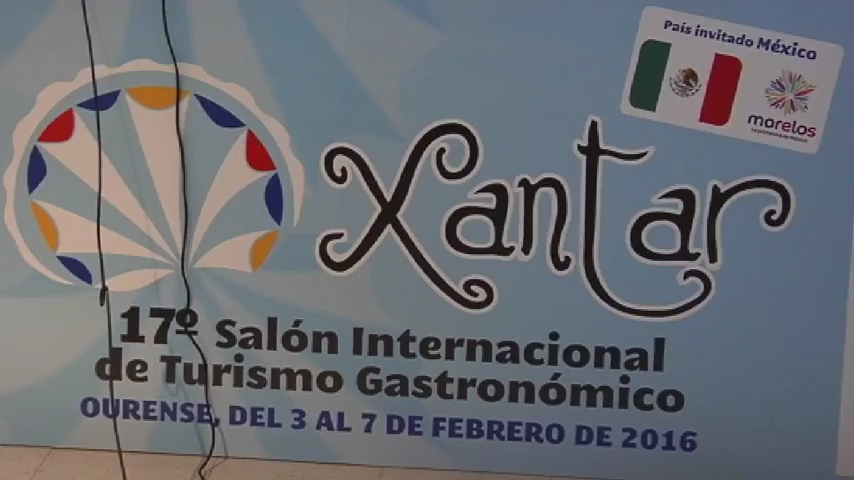 País invitado México
morelos
Xantar
17º Salón Internacional
de Turismo Gastronómico
OURENSE, DEL 3 AL 7 DE FEBRERO DE 2016